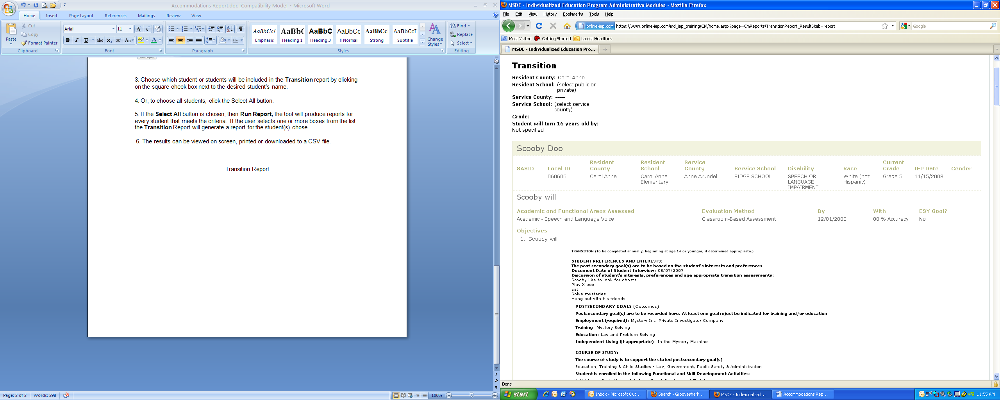 Accommodations Report.doc [Compatibility Mode] - Microsoft Word
Home Insert Page Layout References Mailings Review View
Paste
Cut
Copy
Format Painter
Clipboard
Arial 11
Font
Paragraph
AaBbCcI AaBbC AaBbC AaBbCc AaBbCcI AaBbCcI
Emphasis Heading 1 Heading 3 ¶ Normal Strong Subtitle
Change Styles
Styles
Find
Replace
Select
Editing
3. Choose which student or students will be included in the Transition report by clicking
on the square check box next to the desired student's name.
4. Or, to choose all students, click the Select All button.
5. If the Select All button is chosen, then Run Report, the tool will produce reports for
every student that meets the criteria. If the user selects one or more boxes from the list
the Transition Report will generate a report for the student(s) chose.
6. The results can be viewed on screen, printed or downloaded to a CSV file.
Transition Report
Page: 2 of 2 Words: 298 100%
MSDE - Individualized Education Program Administrative Modules - Mozilla Firefox
File Edit View History Bookmarks Tools Help
online-iep.com https://www.online-iep.com/md_iep_training/CM/home.aspx?page=CmReports/TransitionReport_Result&tab=report
Google
Most Visited Getting Started Latest Headlines
MSDE - Individualized Education Pro...
Transition
Resident County: Carol Anne
Resident School: (select public or
private)
Service County: -----
Service School: (select service
county)
Grade: -----
Student will turn 16 years old by:
Not specified
Scooby Doo
SASID Local ID Resident County Resident School Service County Service School Disability Race Current Grade IEP Date Gender
060606 Carol Anne Carol Anne Elementary Anne Arundel RIDGE SCHOOL SPEECH OR LANGUAGE IMPAIRMENT White (not Hispanic) Grade 5 11/15/2008
Scooby will
Academic and Functional Areas Assessed Evaluation Method By With ESY Goal?
Academic - Speech and Language Voice Classroom-Based Assessment 12/01/2008 80 % Accuracy No
Objectives
1. Scooby will
TRANSITION (To be completed annually, beginning at age 14 or younger, if determined appropriate.)
STUDENT PREFERENCES AND INTERESTS:
The post secondary goal(s) are to be based on the student's interests and preferences
Document Date of Student Interview: 08/07/2007
Discussion of student's interests, preferences and age appropriate transition assessments:
Scooby like to look for ghosts
Play X box
Eat
Solve mysteries
Hang out with his friends
POSTSECONDARY GOALS (Outcomes):
Postsecondary goal(s) are to be recorded here. At least one goal mjust be indicated for training and/or education.
Employment (required): Mystery Inc. Private Investigator Company
Training: Mystery Solving
Education: Law and Problem Solving
Independent Living (if appropriate): In the Mystery Machine
COURSE OF STUDY:
The course of study is to support the stated postsecondary goal(s)
Education, Training & Child Studies - Law, Government, Public Safety & Administration
Student is enrolled in the following Functional and Skill Development Activities:
Done
start Inbox - Microsoft Out... Search - Grooveshark... MSDE - Individualized... Accommodations Rep... 11:55 AM